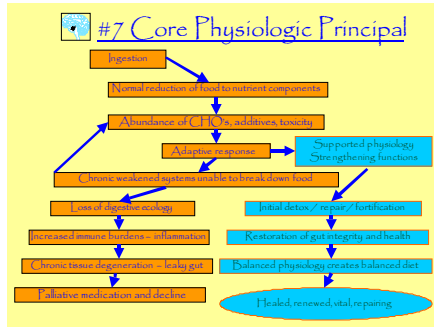 #7 Core Physiologic Principal
Ingestion
Normal reduction of food to nutrient components
Abundance of CHO's, additives, toxicity
Adaptive response
Supported physiology
Strengthening functions
Chronic weakened systems unable to break down food
Loss of digestive ecology
Initial detox / repair / fortification
Increased immune burdens – inflammation
Restoration of gut integrity and health
Chronic tissue degeneration – leaky gut
Balanced physiology creates balanced diet
Palliative medication and decline
Healed, renewed, vital, repairing